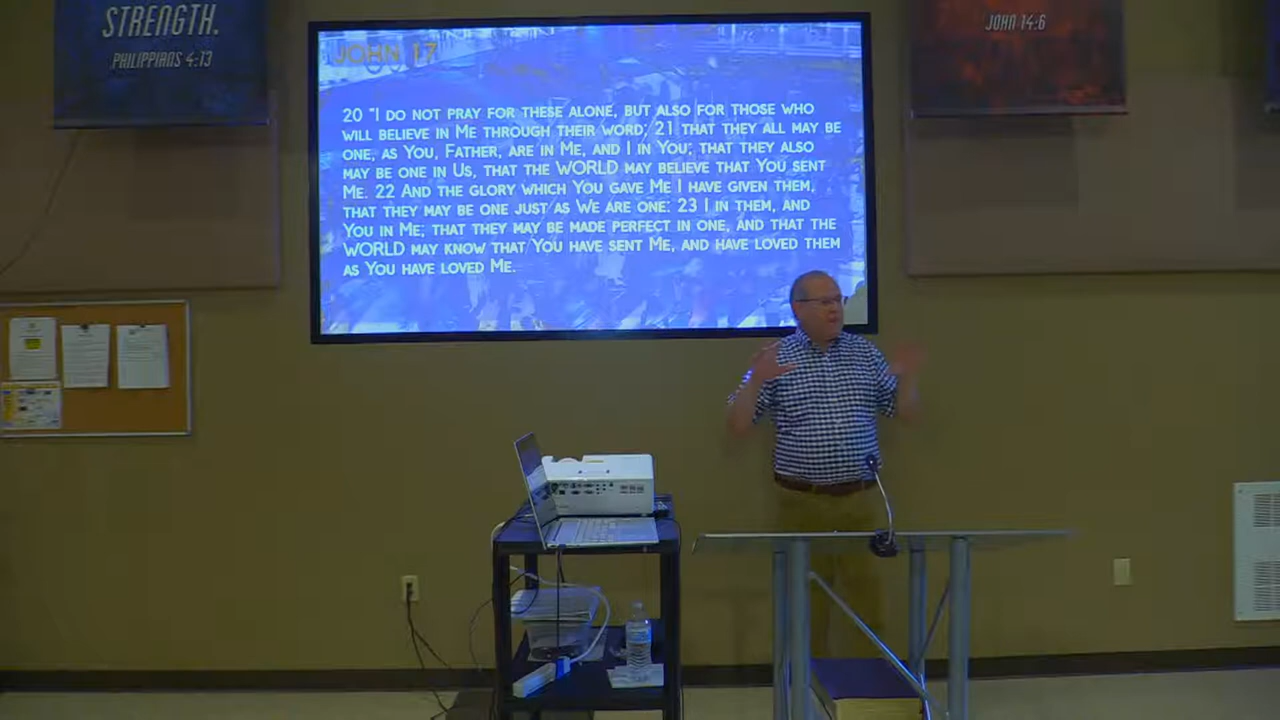 STRENGTH.
PHILIPPIANS 4:13
JOHN 14:6
JOHN 17
20 "I DO NOT PRAY FOR THESE ALONE, BUT ALSO FOR THOSE WHO
WILL BELIEVE IN ME THROUGH THEIR WORD; 21 THAT THEY ALL MAY BE
ONE, AS YOU, FATHER, ARE IN ME, AND I IN YOU; THAT THEY ALSO
MAY BE ONE IN US, THAT THE WORLD MAY BELIEVE THAT YOU SENT
ME. 22 AND THE GLORY WHICH YOU GAVE ME I HAVE GIVEN THEM,
THAT THEY MAY BE ONE JUST AS WE ARE ONE: 23 I IN THEM, AND
YOU IN ME; THAT THEY MAY BE MADE PERFECT IN ONE, AND THAT THE
WORLD MAY KNOW THAT YOU HAVE SENT ME, AND HAVE LOVED THEM
AS YOU HAVE LOVED ME.